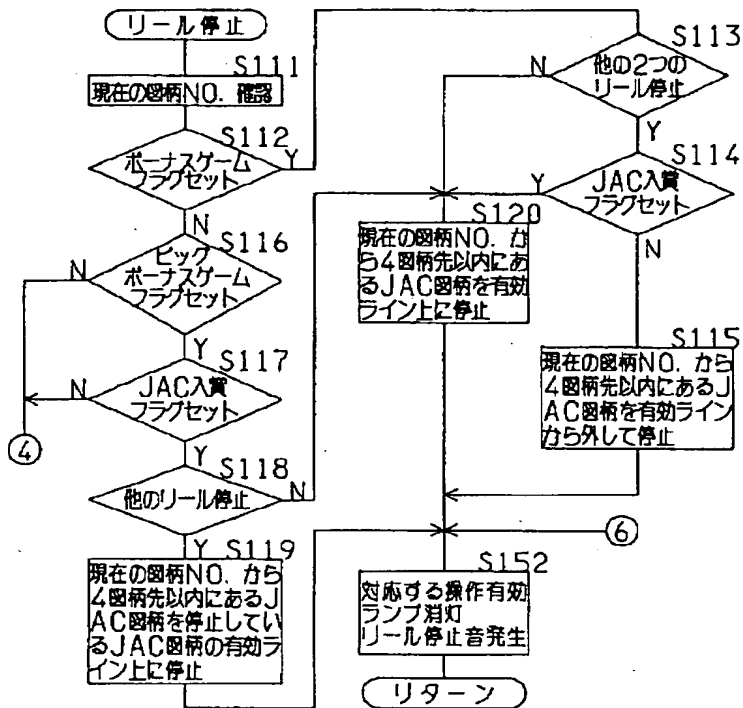 リール停止
S111
現在の図柄NO. 確認
S112
ボーナスゲーム
フラグセット
Y
N
S116
ビッグ
ボーナスゲーム
フラグセット
N
Y
S117
JAC入賞
フラグセット
N
Y
④
S118
他のリール停止
N
Y
S119
現在の図柄NO. から
4図柄先以内にあるJ
AC図柄を停止してい
るJAC図柄の有効ラ
イン上に停止
S113
他の2つの
リール停止
N
Y
S114
JAC入賞
フラグセット
Y
N
S120
現在の図柄NO. か
ら4図柄先以内にあ
るJAC図柄を有効
ライン上に停止
S115
現在の図柄NO. から
4図柄先以内にあるJ
AC図柄を有効ライン
から外して停止
⑥
S152
対応する操作有効
ランプ消灯
リール停止音発生
リターン